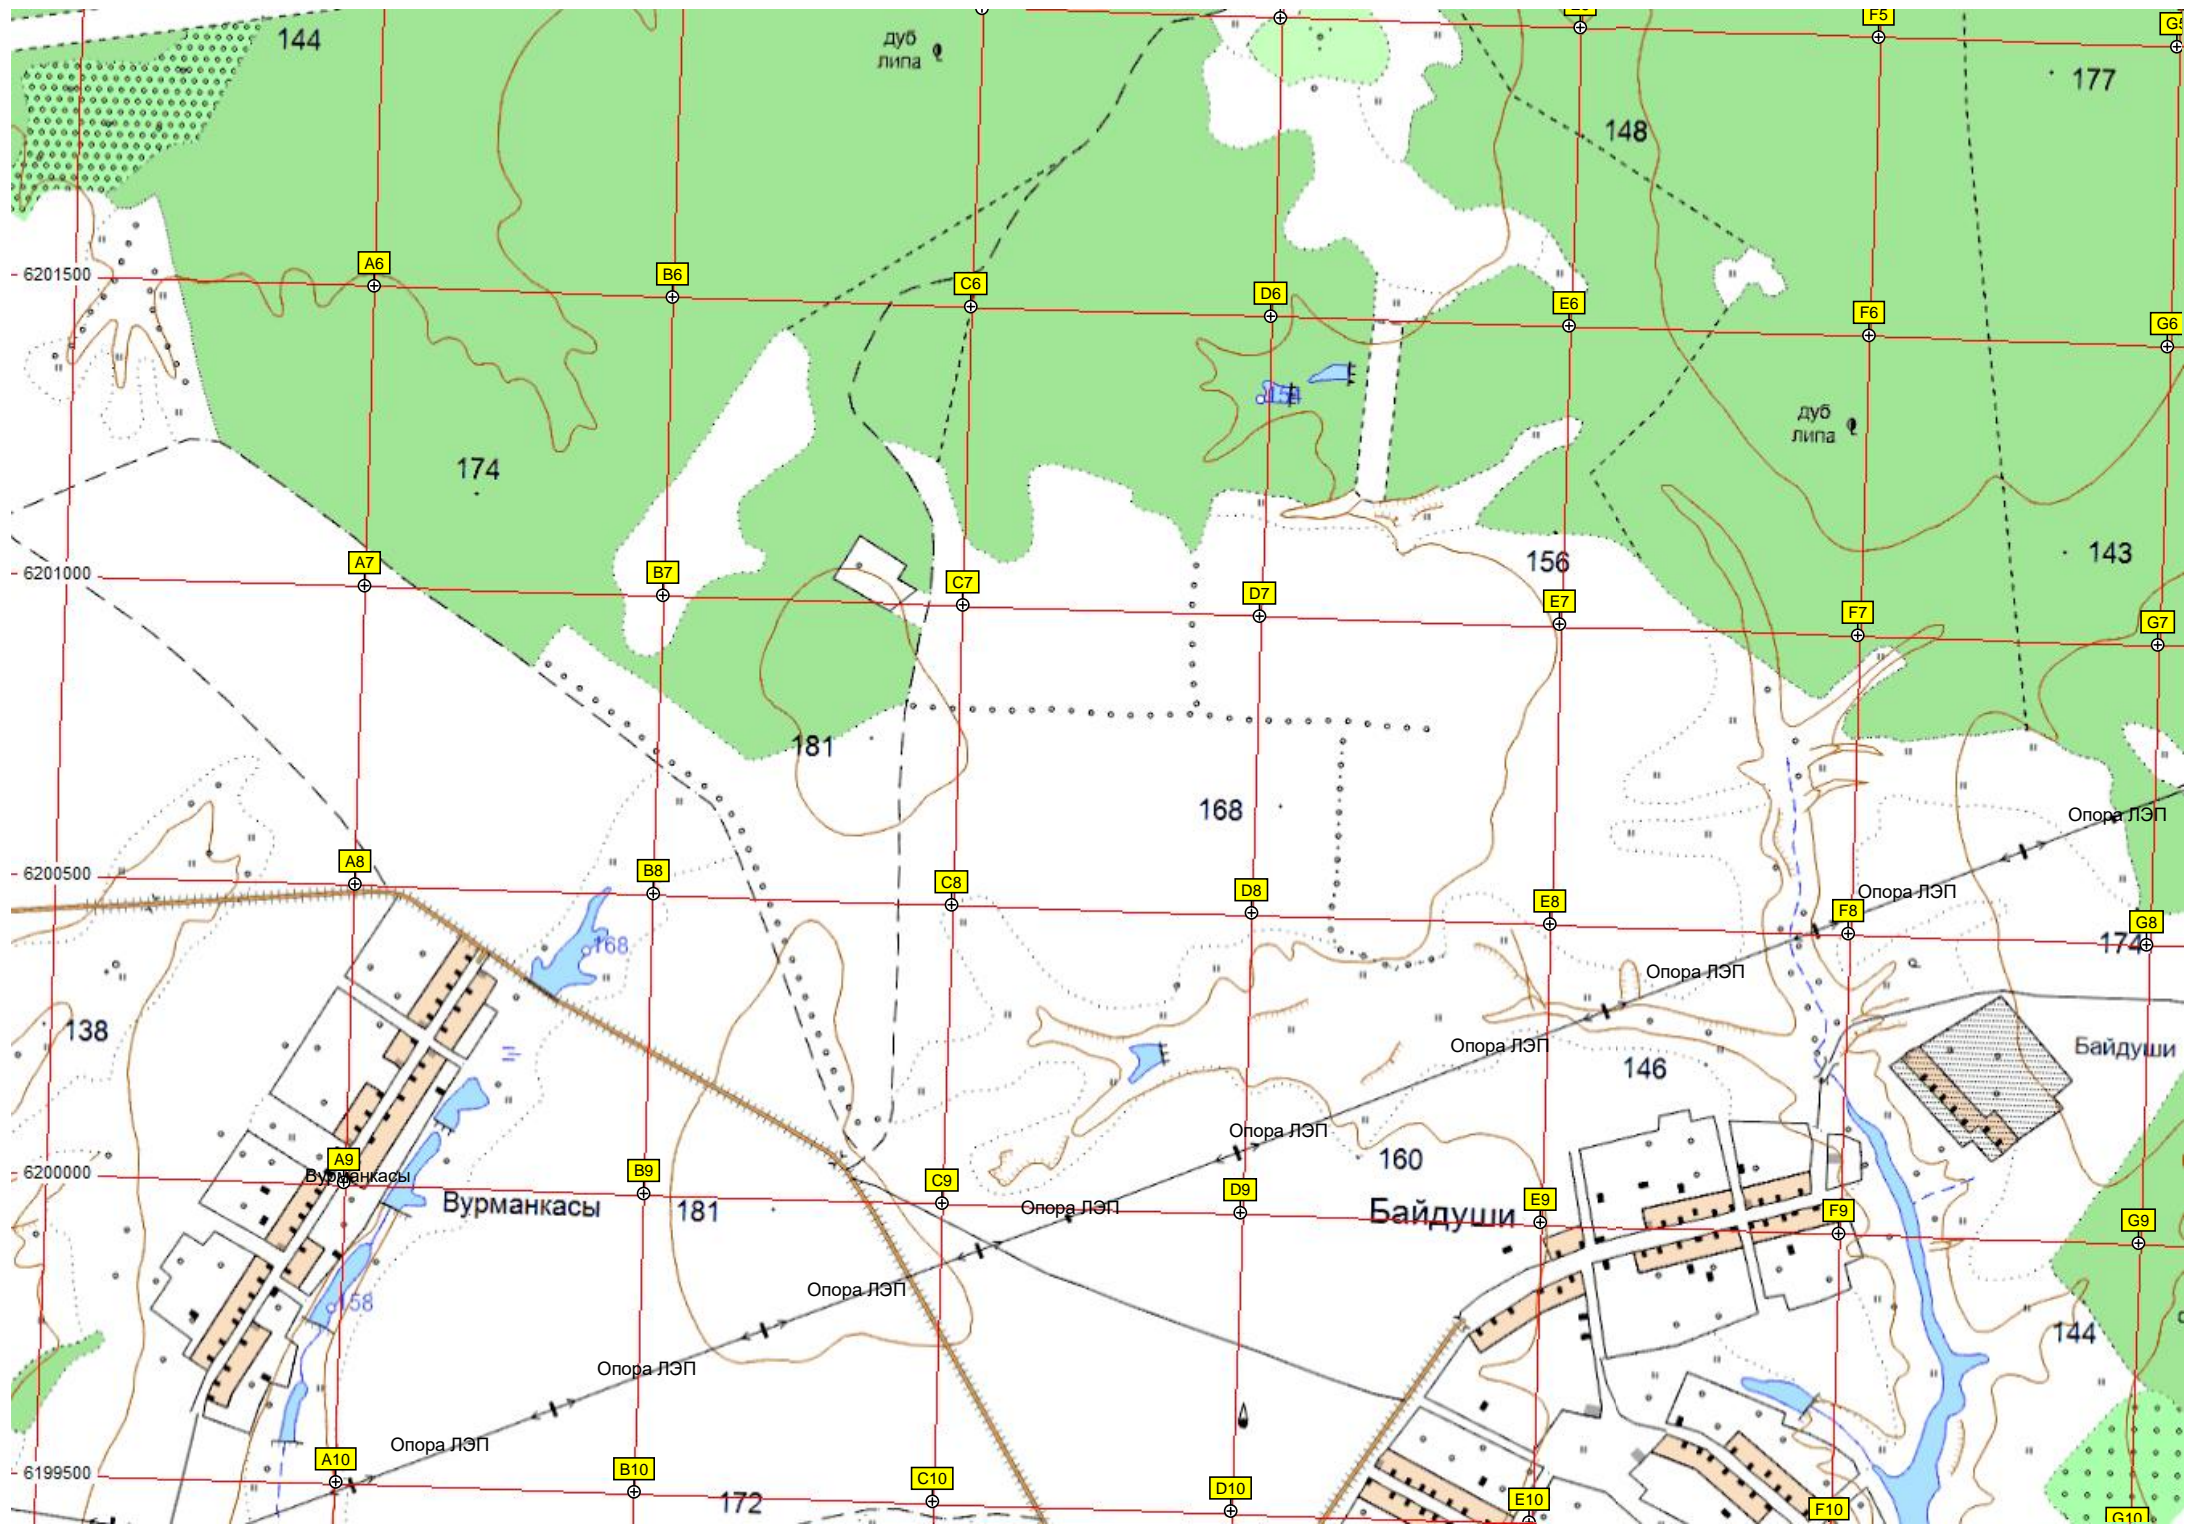 F5
G5
144
дуб
липа
177
148
6201500
A6
B6
C6
D6
E6
F6
G6
154
дуб
липа
174
156
143
6201000
A7
B7
C7
D7
E7
F7
G7
181
168
Опора ЛЭП
6200500
A8
B8
C8
D8
E8
F8
G8
Опора ЛЭП
168
174
Опора ЛЭП
138
Опора ЛЭП
146
Байдуши
Опора ЛЭП
160
6200000
A9
B9
C9
D9
E9
F9
G9
Вурманкасы
Вурманкасы
181
Опора ЛЭП
Байдуши
158
Опора ЛЭП
144
Опора ЛЭП
Опора ЛЭП
6199500
A10
B10
C10
D10
E10
F10
G10
172